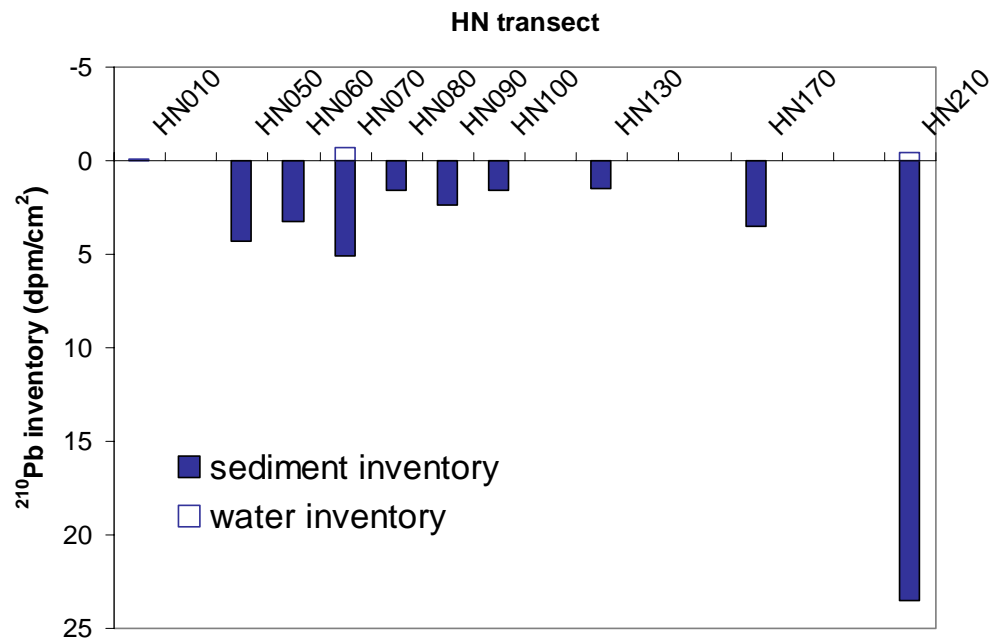 HN transect
-5
0
5
10
15
20
25
²¹⁰Pb inventory (dpm/cm²)
HN010
HN050
HN060
HN070
HN080
HN090
HN100
HN130
HN170
HN210
sediment inventory
water inventory